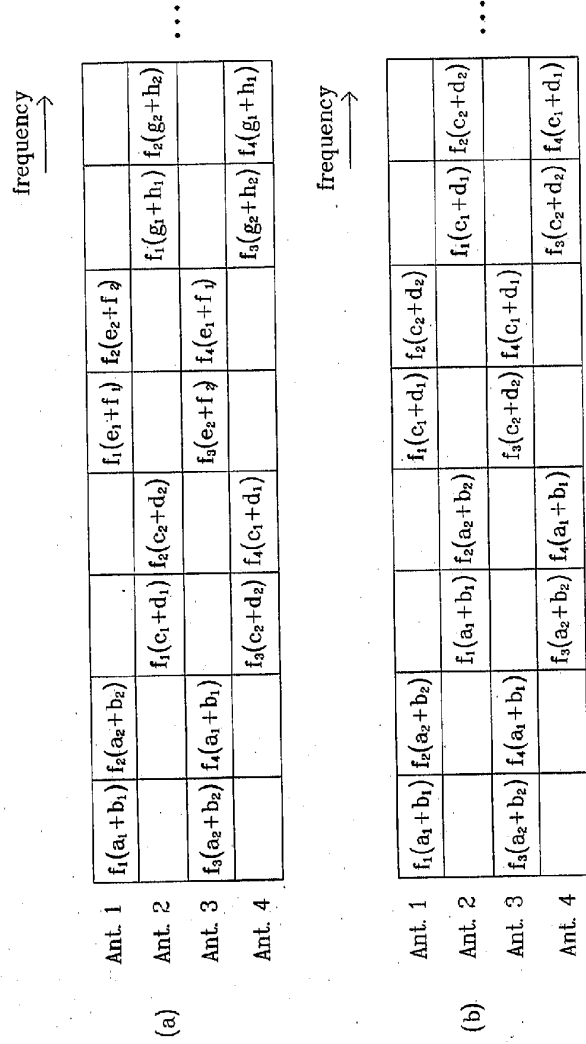 frequency
Ant. 1 f₁(a₁+b₁) f₂(a₂+b₂) f₁(e₁+f₁) f₂(e₂+f₂)
Ant. 2 f₁(c₁+d₁) f₂(c₂+d₂) f₁(g₁+h₁) f₂(g₂+h₂) ...
(a)
Ant. 3 f₃(a₂+b₂) f₄(a₁+b₁) f₃(e₂+f₂) f₄(e₁+f₁)
Ant. 4 f₃(c₂+d₂) f₄(c₁+d₁) f₃(g₂+h₂) f₄(g₁+h₁)
frequency
Ant. 1 f₁(a₁+b₁) f₂(a₂+b₂) f₁(c₁+d₁) f₂(c₂+d₂)
Ant. 2 f₁(a₁+b₁) f₂(a₂+b₂) f₁(c₁+d₁) f₂(c₂+d₂) ...
(b)
Ant. 3 f₃(a₂+b₂) f₄(a₁+b₁) f₃(c₂+d₂) f₄(c₁+d₁)
Ant. 4 f₃(a₂+b₂) f₄(a₁+b₁) f₃(c₂+d₂) f₄(c₁+d₁)